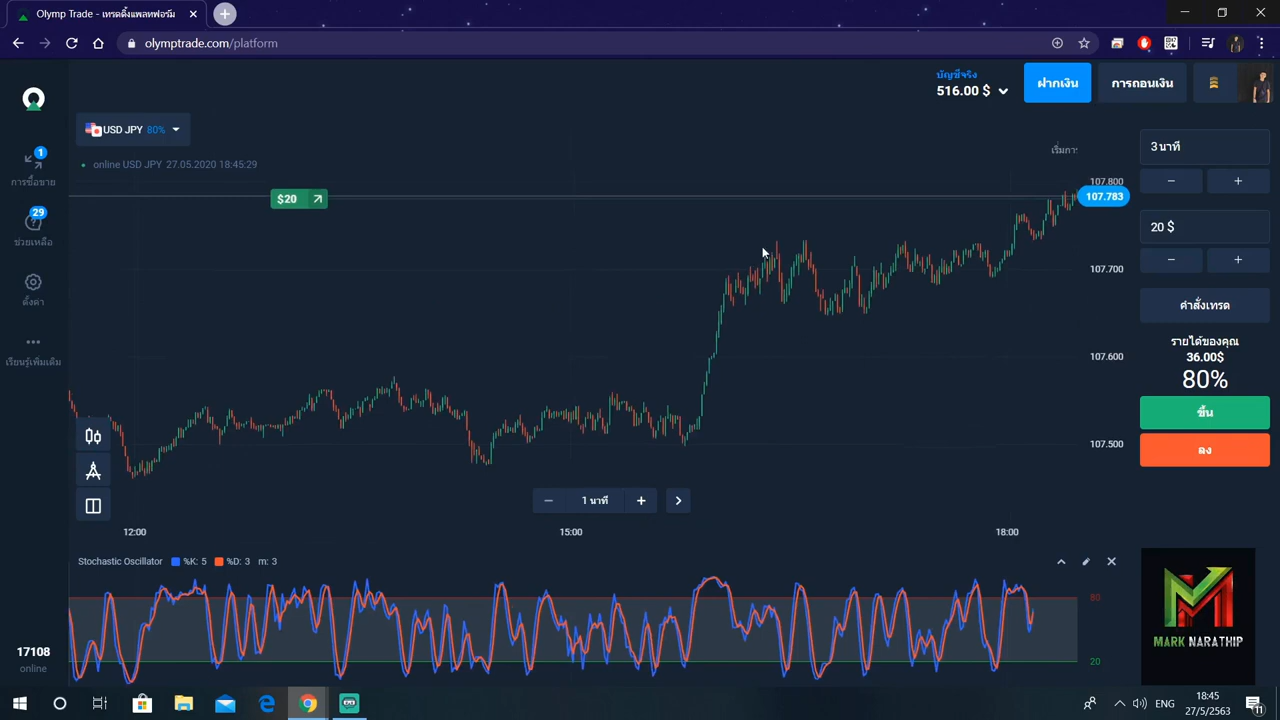 Olymp Trade - เทรดดิ้งแพลทฟอร์ม
olymptrade.com/platform
บัญชีจริง
516.00 $
ฝากเงิน
การถอนเงิน
USD JPY 80%
3 นาที
online USD JPY 27.05.2020 18:45:29
เริ่มการ
1
การซื้อขาย
107.800
$20
107.783
29
ช่วยเหลือ
20 $
107.700
ตั้งค่า
คำสั่งเทรด
เรียนรู้เพิ่มเติม
รายได้ของคุณ
36.00$
107.600
80%
ขึ้น
107.500
ลง
1 นาที
12:00
15:00
18:00
Stochastic Oscillator %K: 5 %D: 3 m: 3
80
MARK NARATHIP
17108
online
20
ENG
18:45
27/5/2563
11